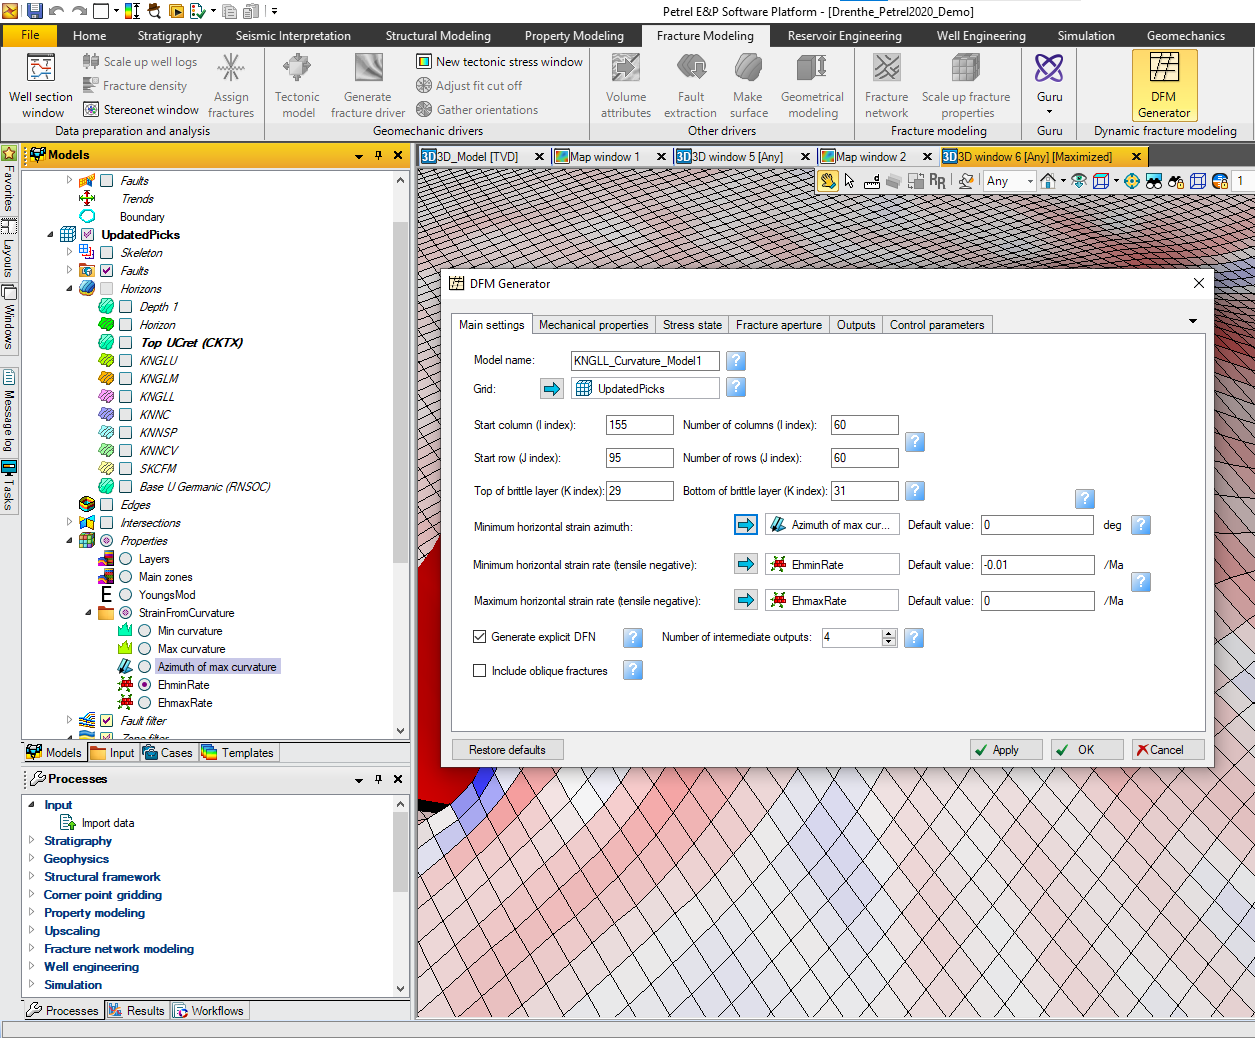 Petrel E&P Software Platform - [Drenthe_Petrel2020_Demo]
File Home Stratigraphy Seismic Interpretation Structural Modeling Property Modeling Fracture Modeling Reservoir Engineering Well Engineering Simulation Geomechanics
Well section window
Scale up well logs
Fracture density
Stereonet window
Assign fractures
Data preparation and analysis
Tectonic model
Generate fracture driver
New tectonic stress window
Adjust fit cut off
Gather orientations
Geomechanic drivers
Volume attributes
Fault extraction
Make surface
Geometrical modeling
Other drivers
Fracture network
Scale up fracture properties
Fracture modeling
Guru
Guru
DFM Generator
Dynamic fracture modeling
Favorites
Layouts
Windows
Message log
Tasks
Models
Faults
Trends
Boundary
UpdatedPicks
Skeleton
Faults
Horizons
Depth 1
Horizon
Top UCret (CKTX)
KNGLU
KNGLM
KNGLL
KNNC
KNNSP
KNNCV
SKCFM
Base U Germanic (RNSOC)
Edges
Intersections
Properties
Layers
Main zones
E YoungsMod
StrainFromCurvature
Min curvature
Max curvature
Azimuth of max curvature
EhminRate
EhmaxRate
Fault filter
Zone filter
Models Input Cases Templates
Processes
Input
Import data
Stratigraphy
Geophysics
Structural framework
Corner point gridding
Property modeling
Upscaling
Fracture network modeling
Well engineering
Simulation
Processes Results Workflows
3D 3D_Model [TVD] Map window 1 3D 3D window 5 [Any] Map window 2 3D 3D window 6 [Any] [Maximized]
RR Any 1
DFM Generator
Main settings Mechanical properties Stress state Fracture aperture Outputs Control parameters
Model name: KNGLL_Curvature_Model1 ?
Grid: UpdatedPicks ?
Start column (I index): 155 Number of columns (I index): 60
?
Start row (J index): 95 Number of rows (J index): 60
Top of brittle layer (K index): 29 Bottom of brittle layer (K index): 31 ?
?
Minimum horizontal strain azimuth: Azimuth of max cur... Default value: 0 deg ?
Minimum horizontal strain rate (tensile negative): EhminRate Default value: -0.01 /Ma
?
Maximum horizontal strain rate (tensile negative): EhmaxRate Default value: 0 /Ma
Generate explicit DFN ? Number of intermediate outputs: 4 ?
Include oblique fractures ?
Restore defaults Apply OK Cancel